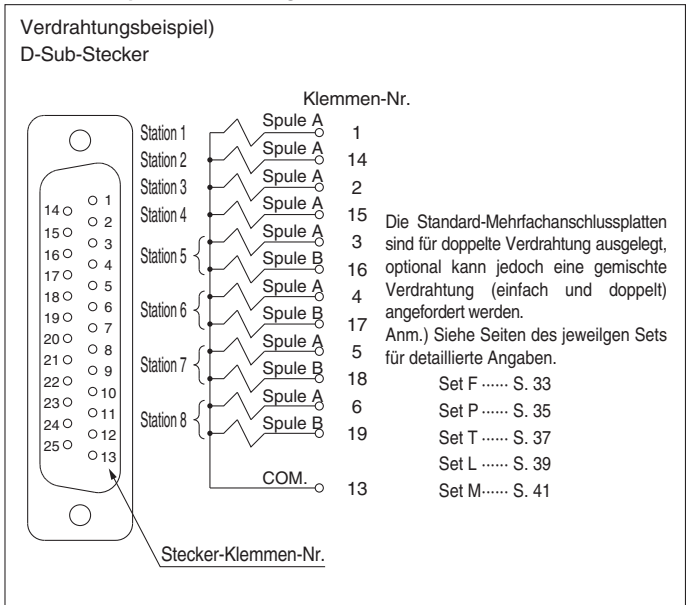 Verdrahtungsbeispiel)
D-Sub-Stecker
Klemmen-Nr.
Station 1 Spule A 1
Station 2 Spule A 14
Station 3 Spule A 2
Station 4 Spule A 15
Station 5 Spule A 3
Spule B 16
Station 6 Spule A 4
Spule B 17
Station 7 Spule A 5
Spule B 18
Station 8 Spule A 6
Spule B 19
COM. 13
14 1
15 2
16 3
17 4
18 5
19 6
20 7
21 8
22 9
23 10
24 11
25 12
13
Stecker-Klemmen-Nr.
Die Standard-Mehrfachanschlussplatten
sind für doppelte Verdrahtung ausgelegt,
optional kann jedoch eine gemischte
Verdrahtung (einfach und doppelt)
angefordert werden.
Anm.) Siehe Seiten des jeweilgen Sets
für detaillierte Angaben.
Set F ······ S. 33
Set P ······ S. 35
Set T ······ S. 37
Set L ······ S. 39
Set M······ S. 41